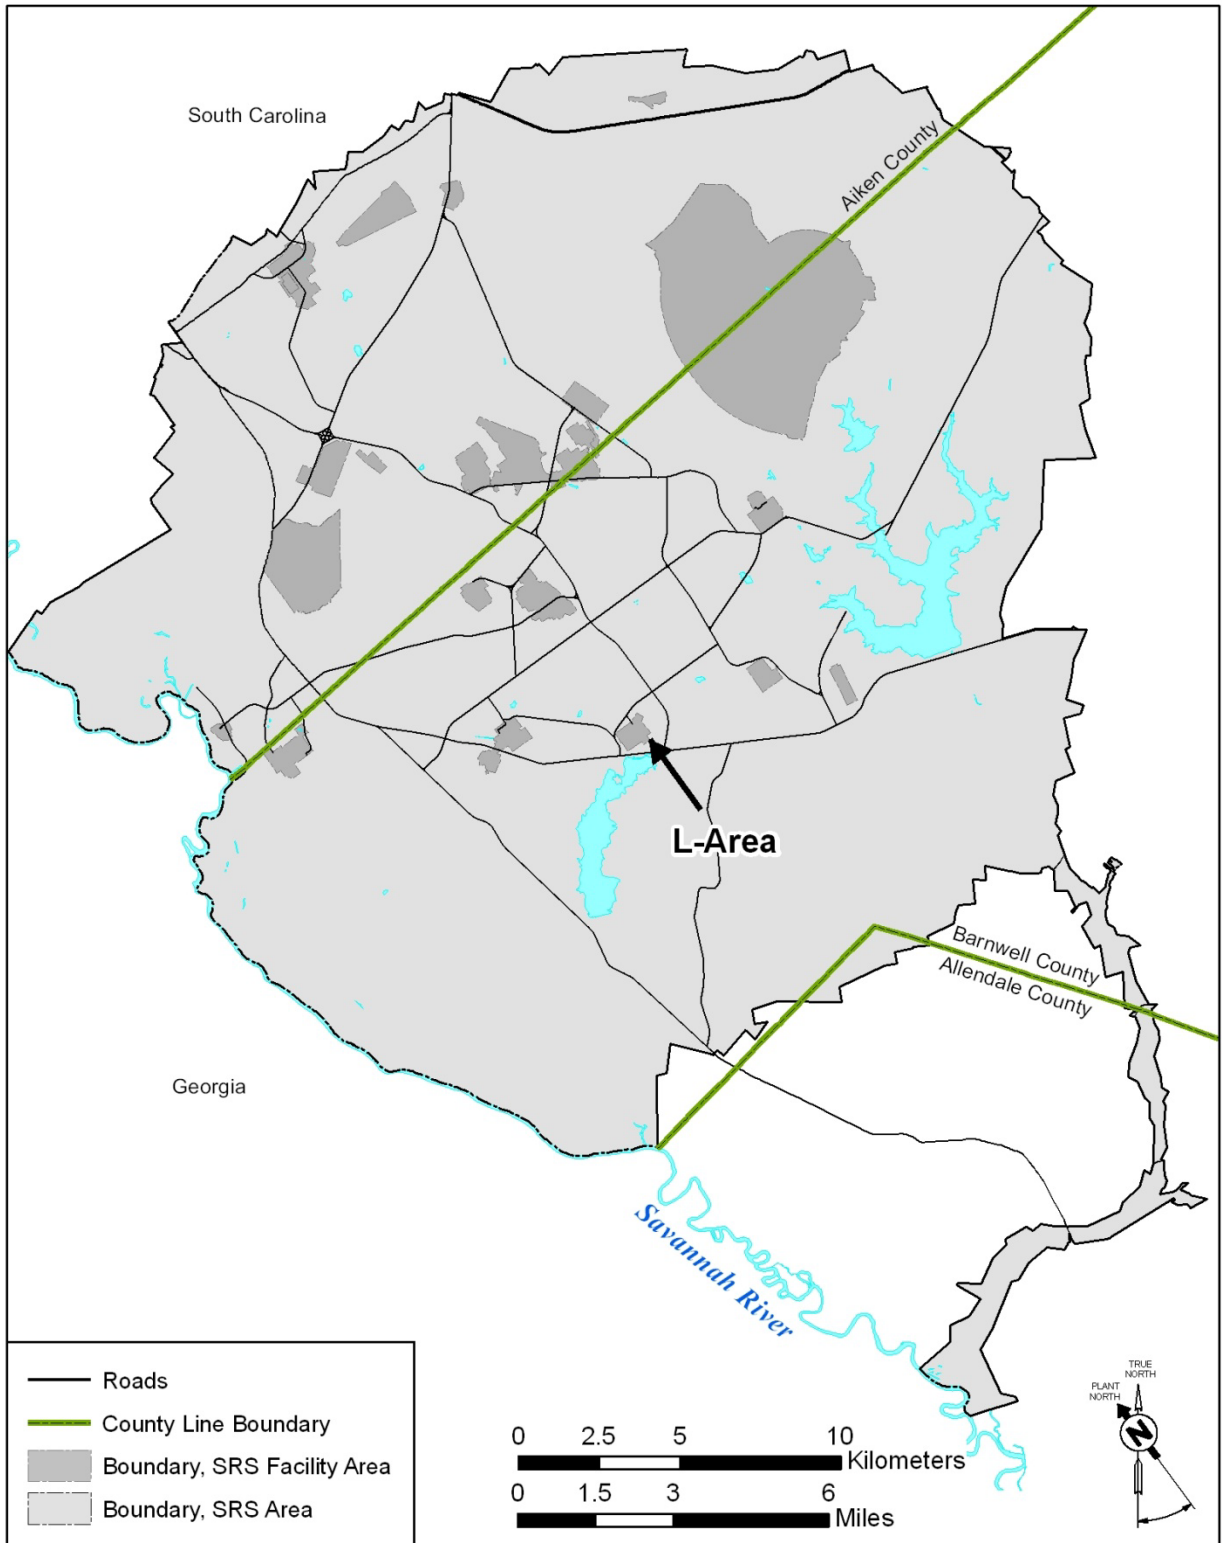 South Carolina
Aiken County
L-Area
Barnwell County
Allendale County
Georgia
Savannah River
Roads
County Line Boundary
Boundary, SRS Facility Area
Boundary, SRS Area
0 2.5 5 10
Kilometers
0 1.5 3 6
Miles
TRUE
NORTH
PLANT
NORTH
N